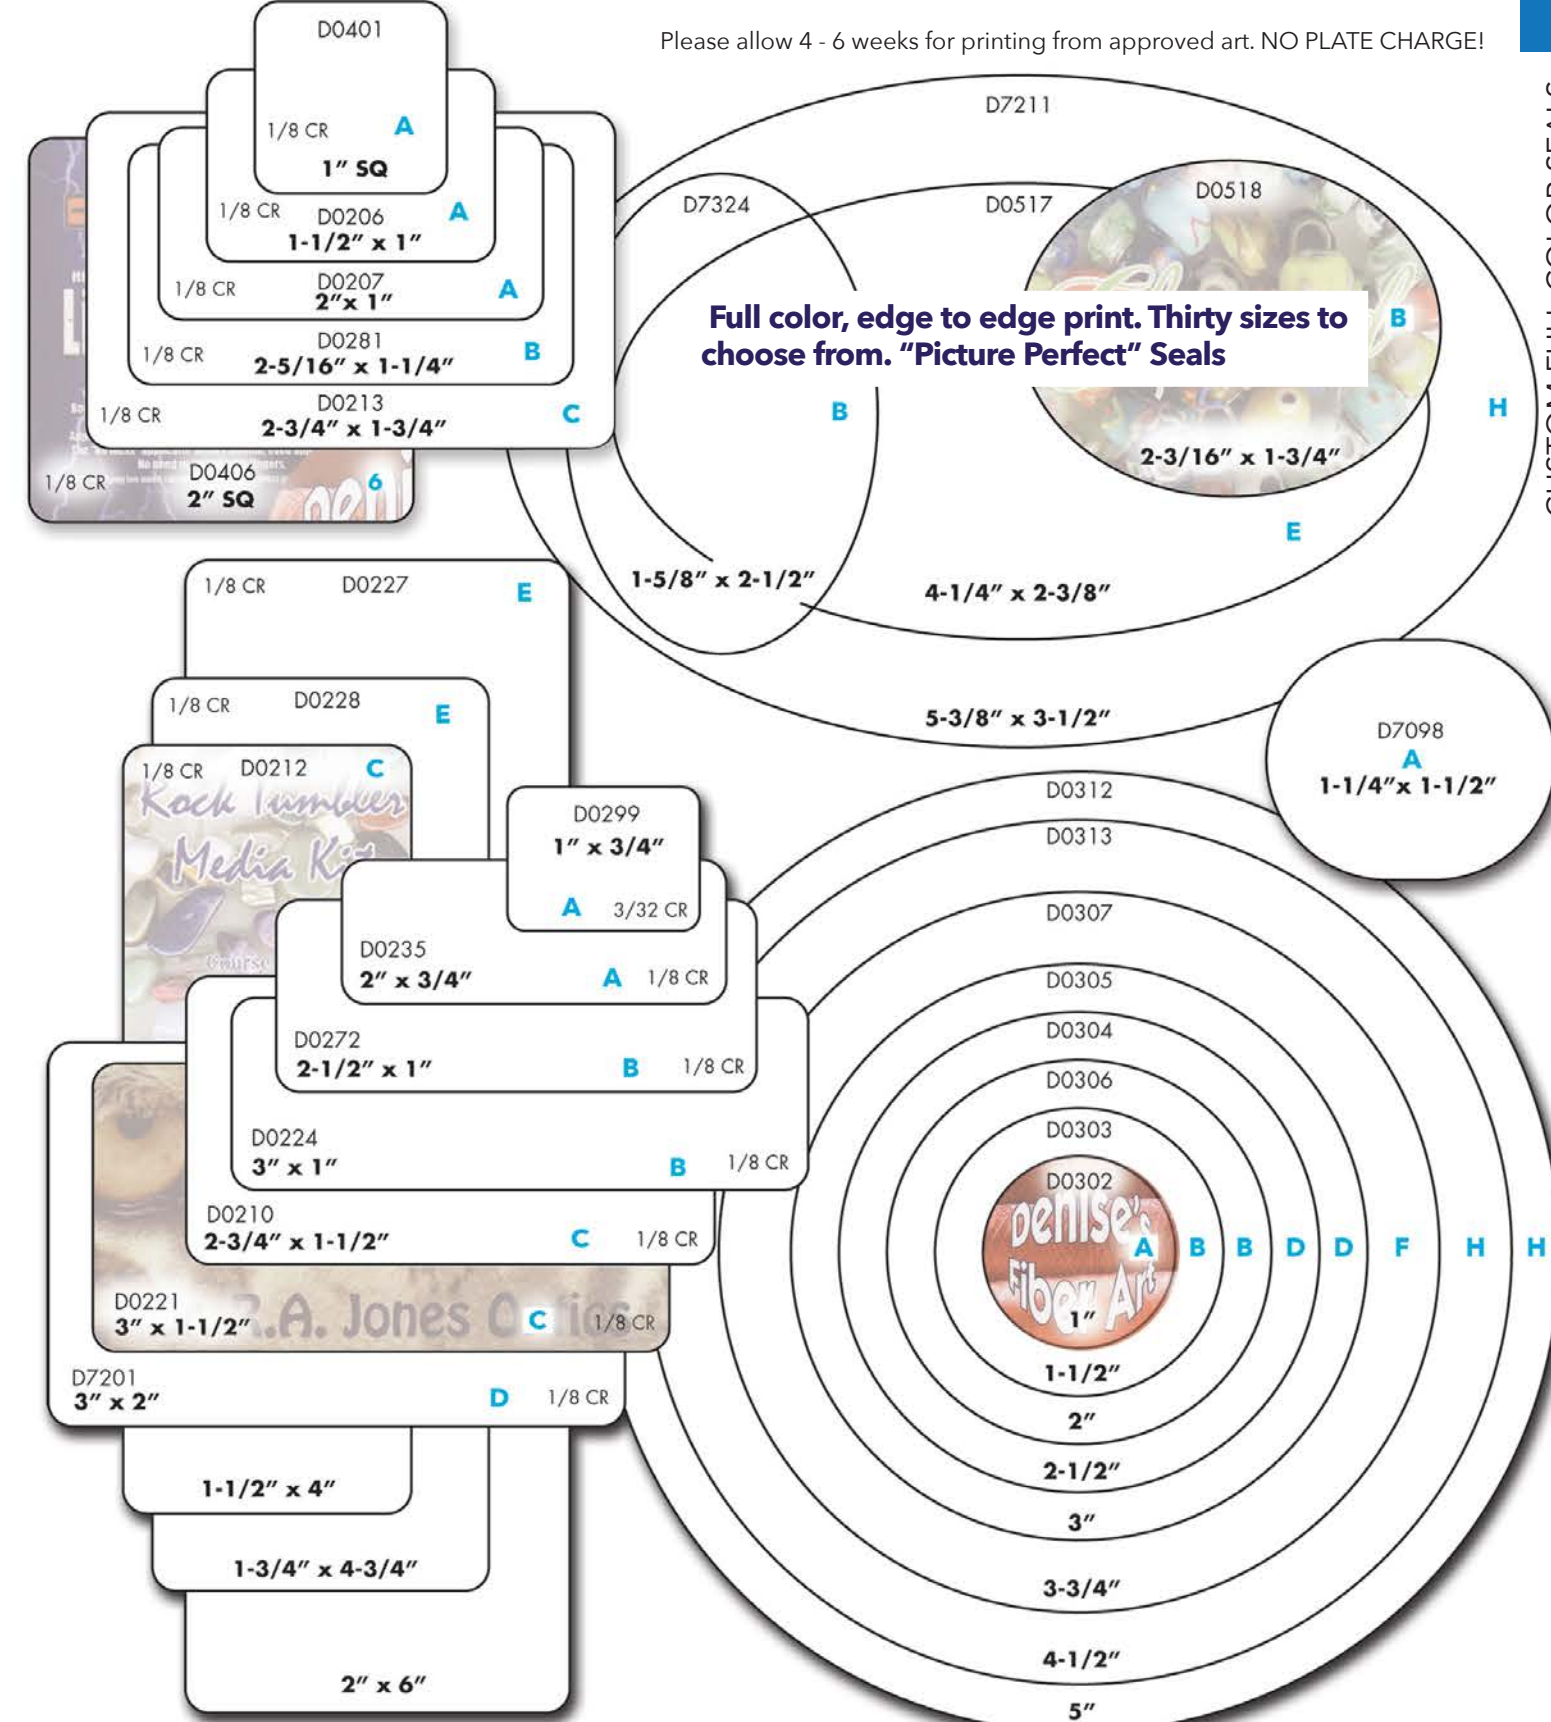 Please allow 4 - 6 weeks for printing from approved art. NO PLATE CHARGE!
CUSTOM FULL COLOR SEALS
D0401
1/8 CR A
1” SQ
1/8 CR D0206 A
1-1/2” x 1”
1/8 CR D0207 A
2”x 1”
1/8 CR D0281 B
2-5/16” x 1-1/4”
1/8 CR D0213 C
2-3/4” x 1-3/4”
1/8 CR D0406 6
2” SQ
D7211
D7324
D0517
D0518
Full color, edge to edge print. Thirty sizes to
choose from. “Picture Perfect” Seals
B
B
H
2-3/16” x 1-3/4”
E
1-5/8” x 2-1/2”
4-1/4” x 2-3/8”
5-3/8” x 3-1/2”
D7098
A
1-1/4”x 1-1/2”
1/8 CR D0227 E
1/8 CR D0228 E
1/8 CR D0212 C
Rock Tumbler
Media Kit
D0299
1” x 3/4”
A 3/32 CR
D0235
2” x 3/4” A 1/8 CR
D0272
2-1/2” x 1” B 1/8 CR
D0224
3” x 1” B 1/8 CR
D0210
2-3/4” x 1-1/2” C 1/8 CR
R.A. Jones Optics
D0221
3” x 1-1/2” C 1/8 CR
D7201
3” x 2” D 1/8 CR
1-1/2” x 4”
1-3/4” x 4-3/4”
2” x 6”
D0312
D0313
D0307
D0305
D0304
D0306
D0303
D0302
Denise's
Fiber Art
A B B D D F H H
1”
1-1/2”
2”
2-1/2”
3”
3-3/4”
4-1/2”
5”